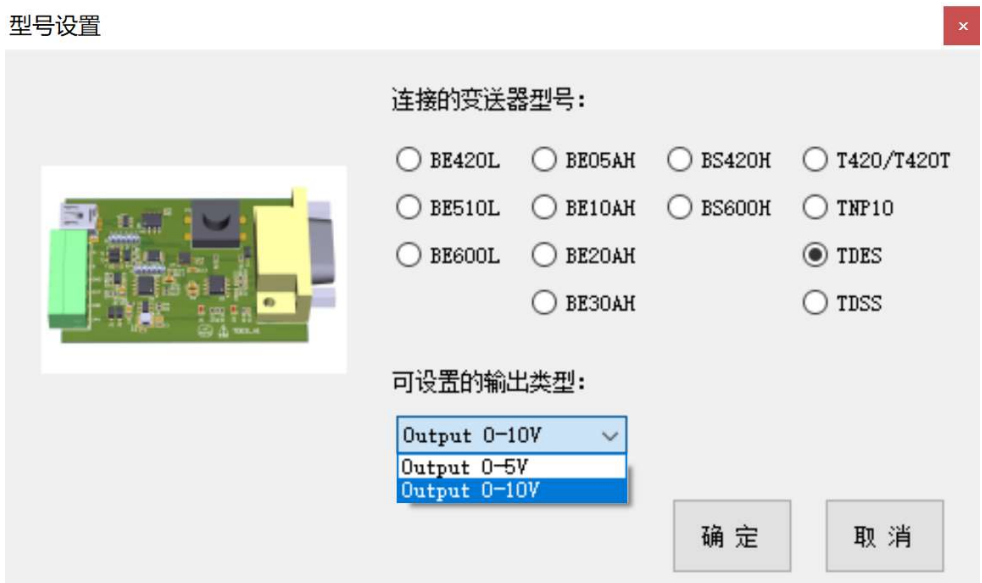 型号设置
连接的变送器型号：
BE420L BE05AH BS420H T420/T420T
BE510L BE10AH BS600H TNP10
BE600L BE20AH TDES
BE30AH TDSS
可设置的输出类型：
Output 0-10V
Output 0-5V
Output 0-10V
确 定 取 消